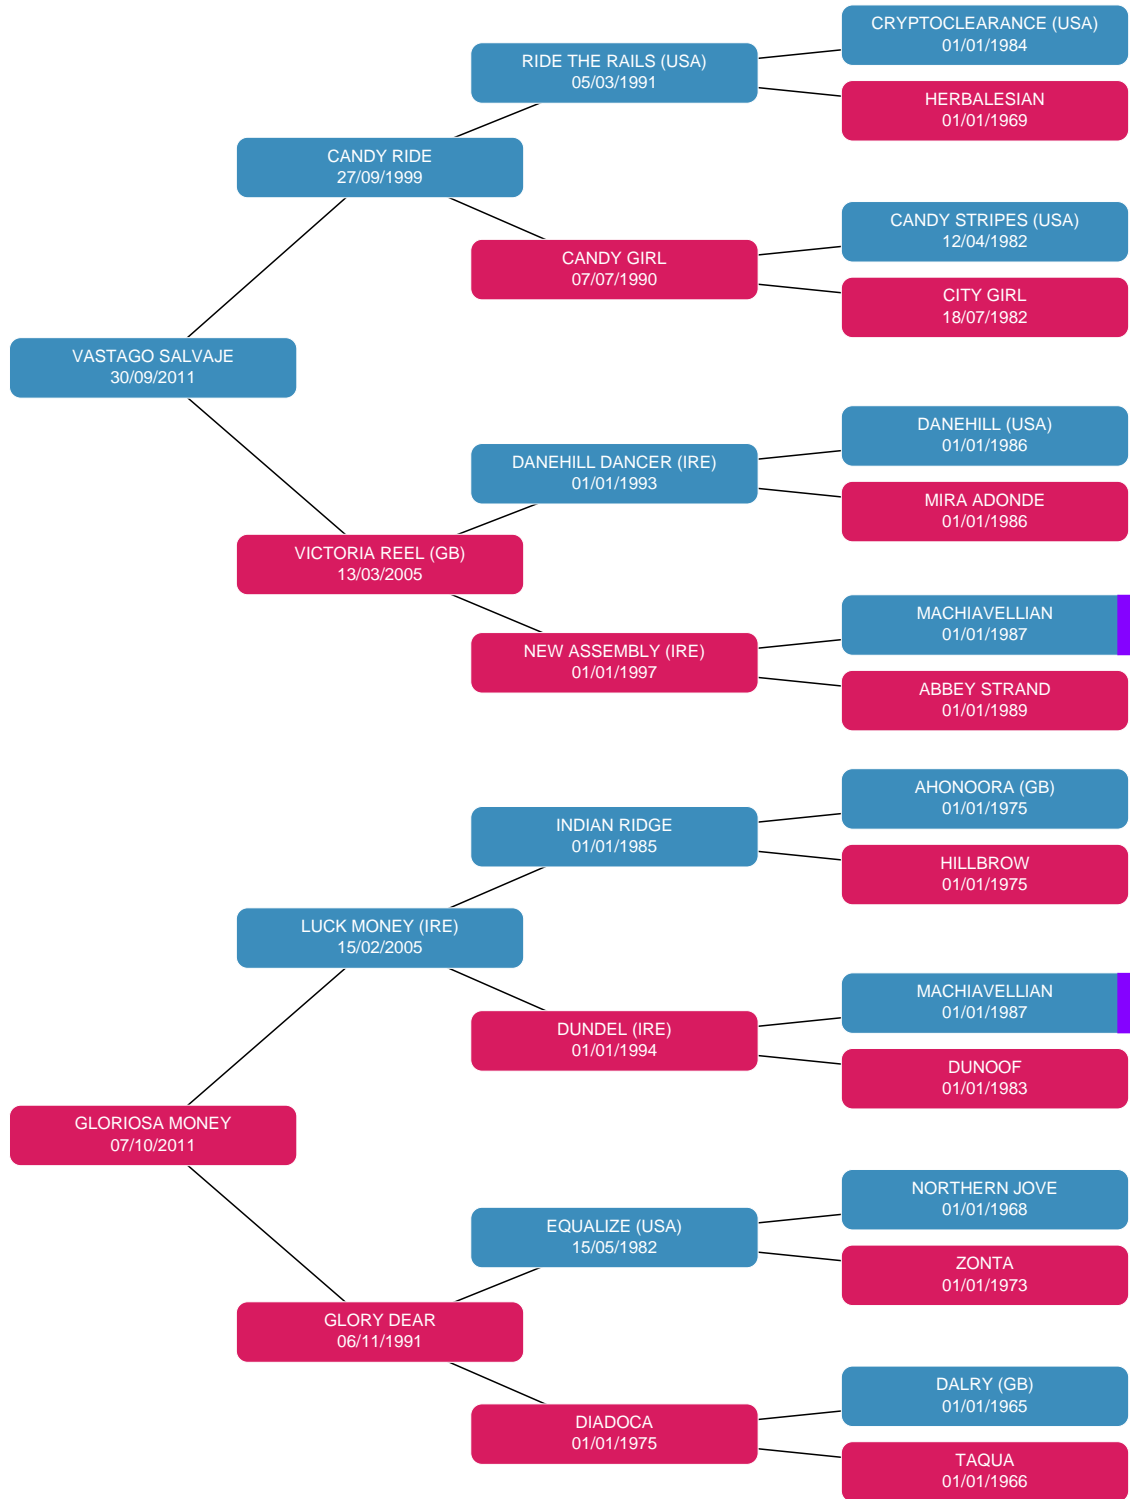 CRYPTOCLEARANCE (USA)
01/01/1984
RIDE THE RAILS (USA)
05/03/1991
HERBALESIAN
01/01/1969
CANDY RIDE
27/09/1999
CANDY STRIPES (USA)
12/04/1982
CANDY GIRL
07/07/1990
CITY GIRL
18/07/1982
VASTAGO SALVAJE
30/09/2011
DANEHILL (USA)
01/01/1986
DANEHILL DANCER (IRE)
01/01/1993
MIRA ADONDE
01/01/1986
VICTORIA REEL (GB)
13/03/2005
MACHIAVELLIAN
01/01/1987
NEW ASSEMBLY (IRE)
01/01/1997
ABBEY STRAND
01/01/1989
AHONOORA (GB)
01/01/1975
INDIAN RIDGE
01/01/1985
HILLBROW
01/01/1975
LUCK MONEY (IRE)
15/02/2005
MACHIAVELLIAN
01/01/1987
DUNDEL (IRE)
01/01/1994
DUNOOF
01/01/1983
GLORIOSA MONEY
07/10/2011
NORTHERN JOVE
01/01/1968
EQUALIZE (USA)
15/05/1982
ZONTA
01/01/1973
GLORY DEAR
06/11/1991
DALRY (GB)
01/01/1965
DIADOCA
01/01/1975
TAQUA
01/01/1966